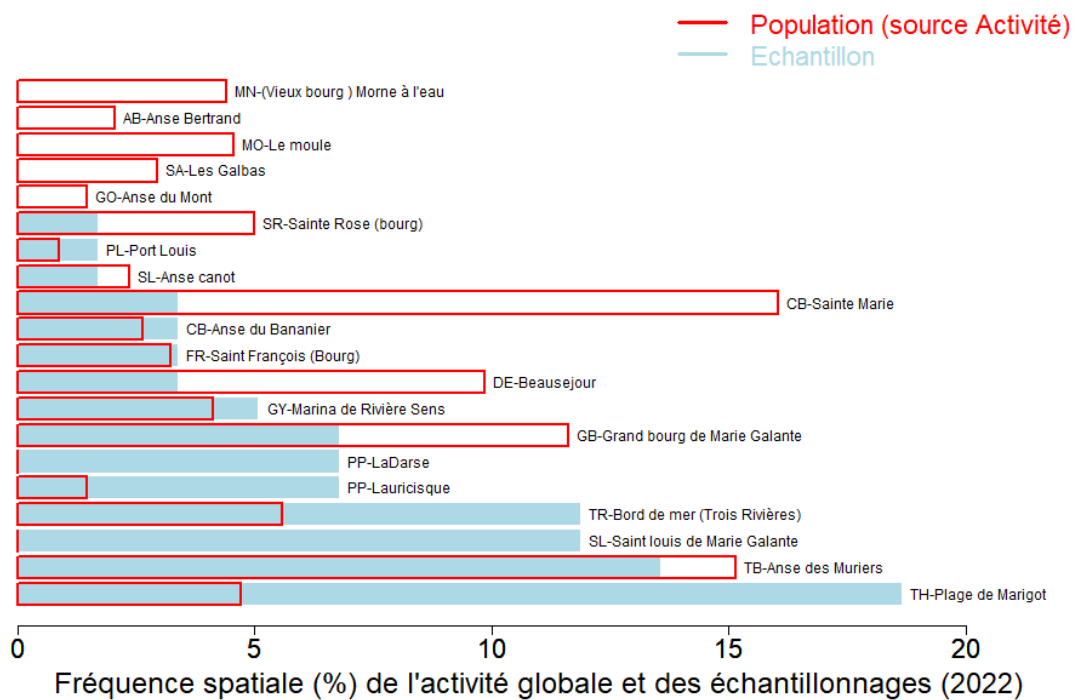 Population (source Activité)
Echantillon
MN-(Vieux bourg ) Morne à l'eau
AB-Anse Bertrand
MO-Le moule
SA-Les Galbas
GO-Anse du Mont
SR-Sainte Rose (bourg)
PL-Port Louis
SL-Anse canot
CB-Sainte Marie
CB-Anse du Bananier
FR-Saint François (Bourg)
DE-Beausejour
GY-Marina de Rivière Sens
GB-Grand bourg de Marie Galante
PP-LaDarse
PP-Lauricisque
TR-Bord de mer (Trois Rivières)
SL-Saint louis de Marie Galante
TB-Anse des Muriers
TH-Plage de Marigot
0 5 10 15 20
Fréquence spatiale (%) de l'activité globale et des échantillonnages (2022)